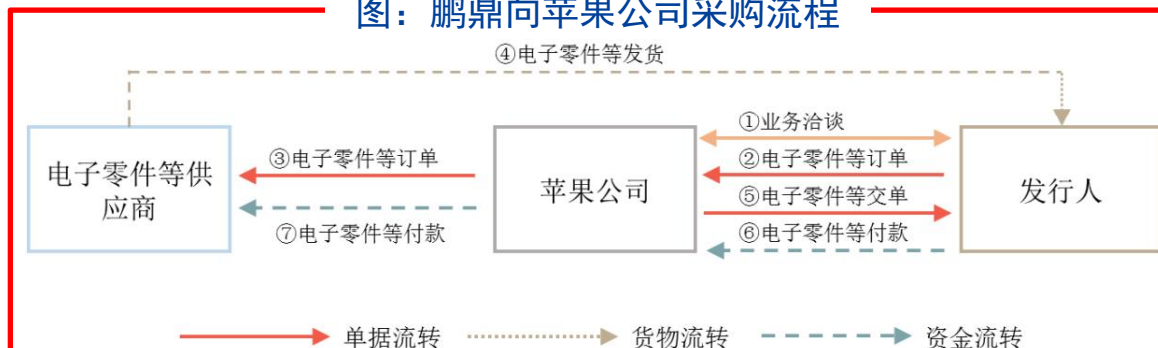 图：鹏鼎向苹果公司采购流程
④电子零件等发货
①业务洽谈
③电子零件等订单
②电子零件等订单
电子零件等供
应商
苹果公司
⑤电子零件等交单
发行人
⑦电子零件等付款
⑥电子零件等付款
单据流转
货物流转
资金流转